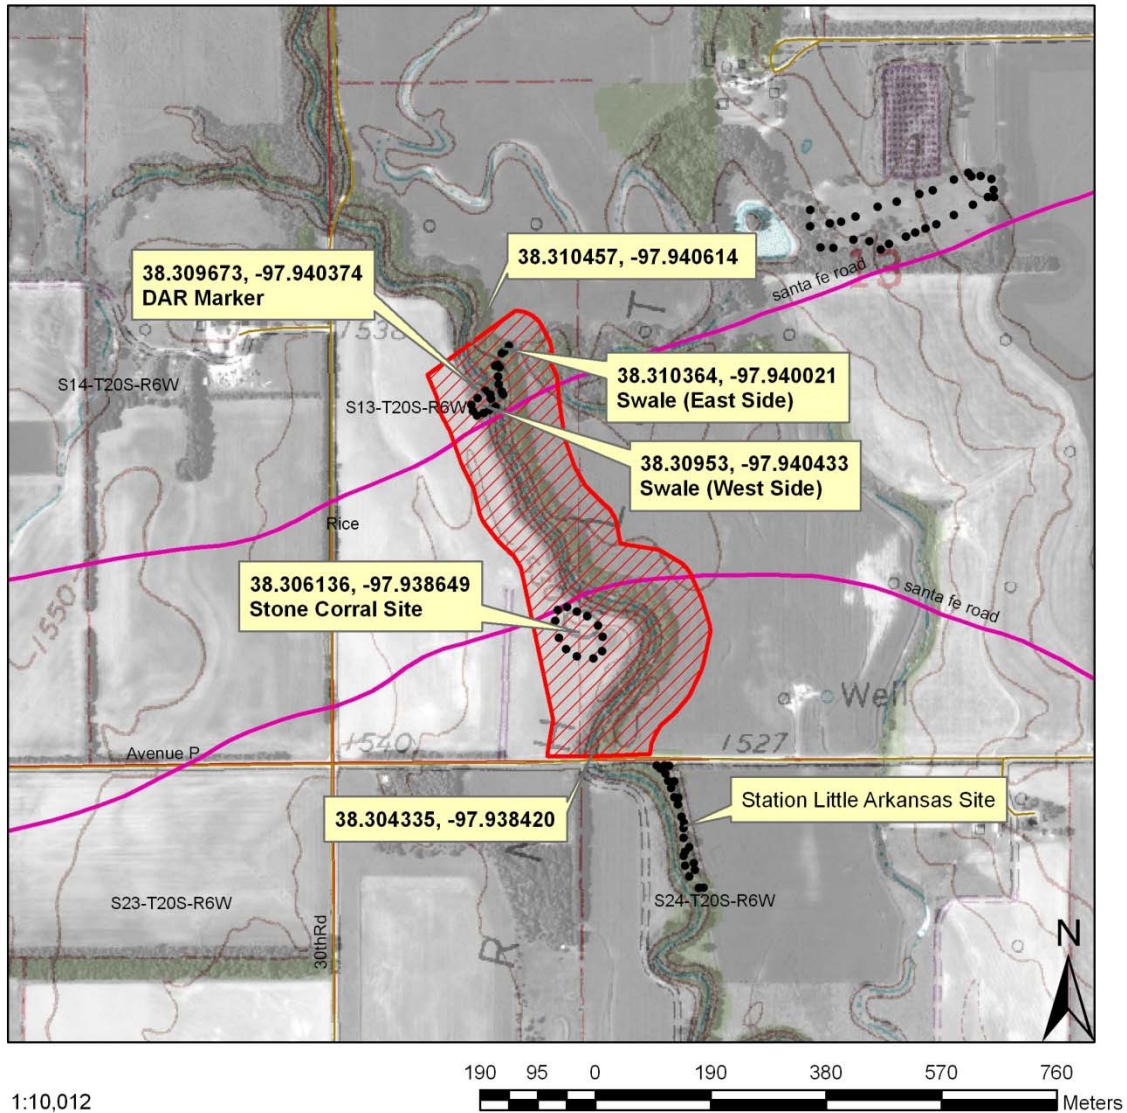 38.309673, -97.940374
DAR Marker
38.310457, -97.940614
santa fe road
13
1538
S14-T20S-R6W
S13-T20S-R6W
38.310364, -97.940021
Swale (East Side)
38.30953, -97.940433
Swale (West Side)
T
Rice
38.306136, -97.938649
Stone Corral Site
santa fe road
1550
Well
Avenue P
1540
1527
38.304335, -97.938420
Station Little Arkansas Site
S23-T20S-R6W
S24-T20S-R6W
30thRd
R
N
190 95 0 190 380 570 760
Meters
1:10,012